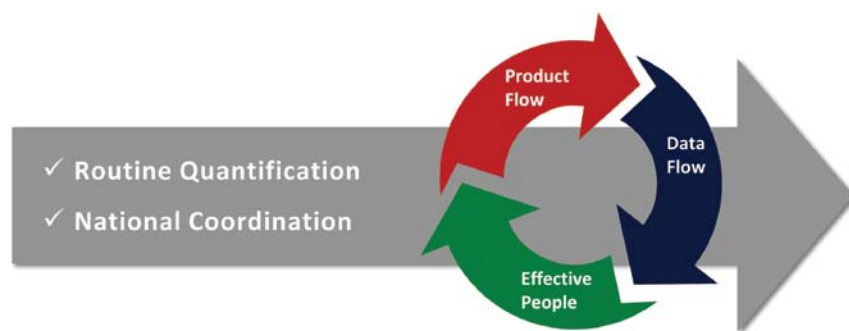 ✓ Routine Quantification
✓ National Coordination
Product
Flow
Data
Flow
Effective
People